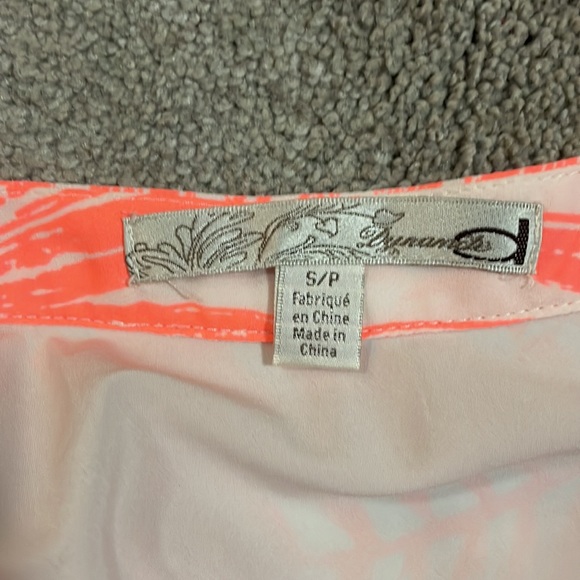 Dynamite
S/P
Fabriqué
en Chine
Made in
China